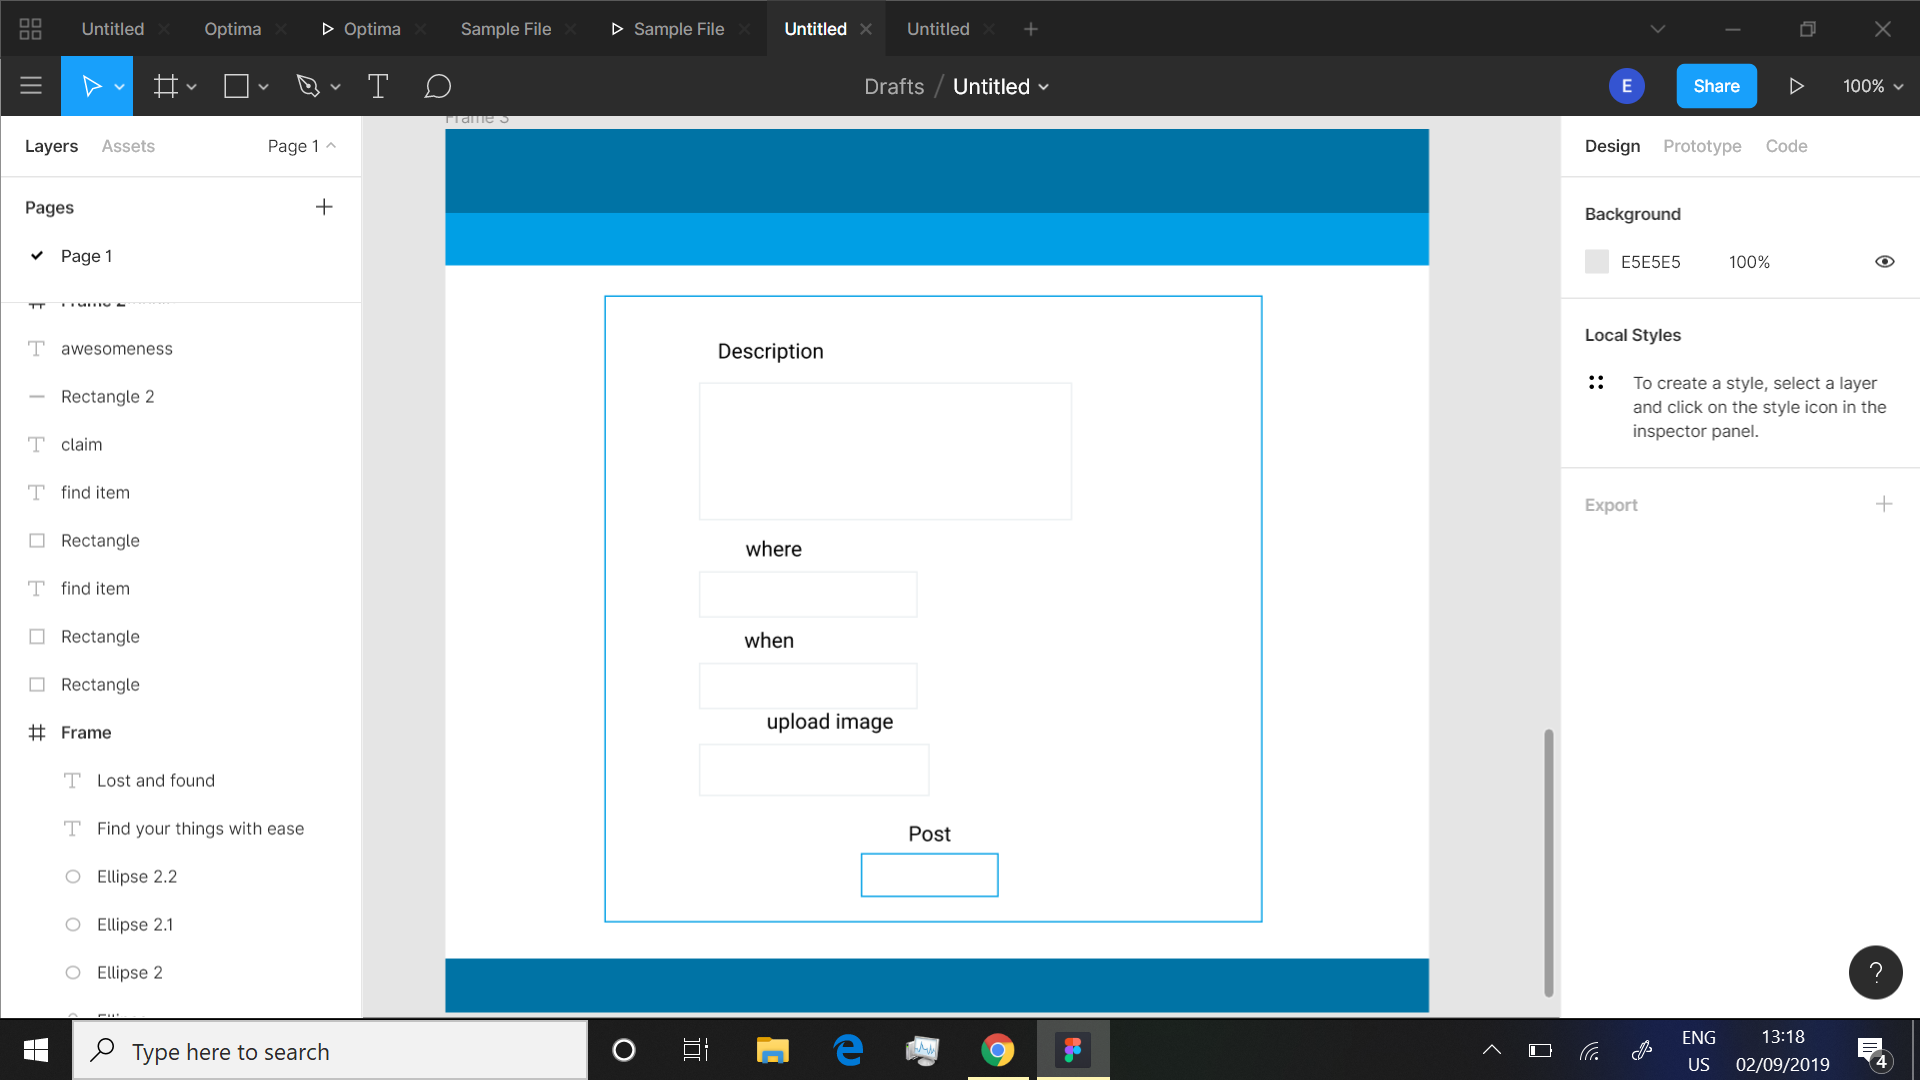 Untitled
Optima
Optima
Sample File
Sample File
Untitled
Untitled
Drafts / Untitled
E
Share
100%
Layers
Assets
Page 1
Pages
Page 1
Frame 2
awesomeness
Rectangle 2
claim
find item
Rectangle
find item
Rectangle
Rectangle
Frame
Lost and found
Find your things with ease
Ellipse 2.2
Ellipse 2.1
Ellipse 2
Frame 3
Description
where
when
upload image
Post
Design
Prototype
Code
Background
E5E5E5
100%
Local Styles
To create a style, select a layer
and click on the style icon in the
inspector panel.
Export
?
Type here to search
ENG
US
13:18
02/09/2019
4